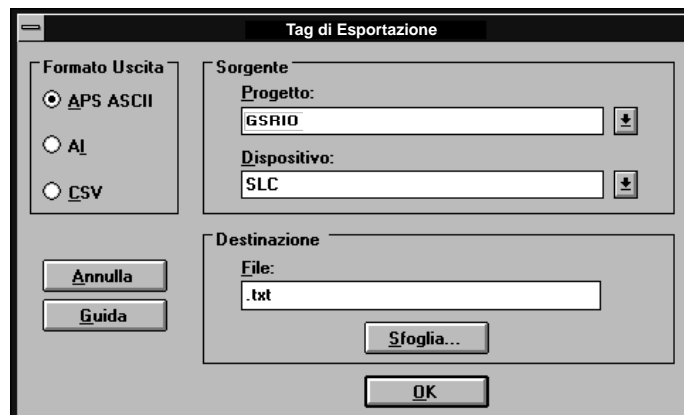 Tag di Esportazione
Formato Uscita
APS ASCII
AI
CSV
Annulla
Guida
Sorgente
Progetto:
GSRIO
Dispositivo:
SLC
Destinazione
File:
.txt
Sfoglia...
OK